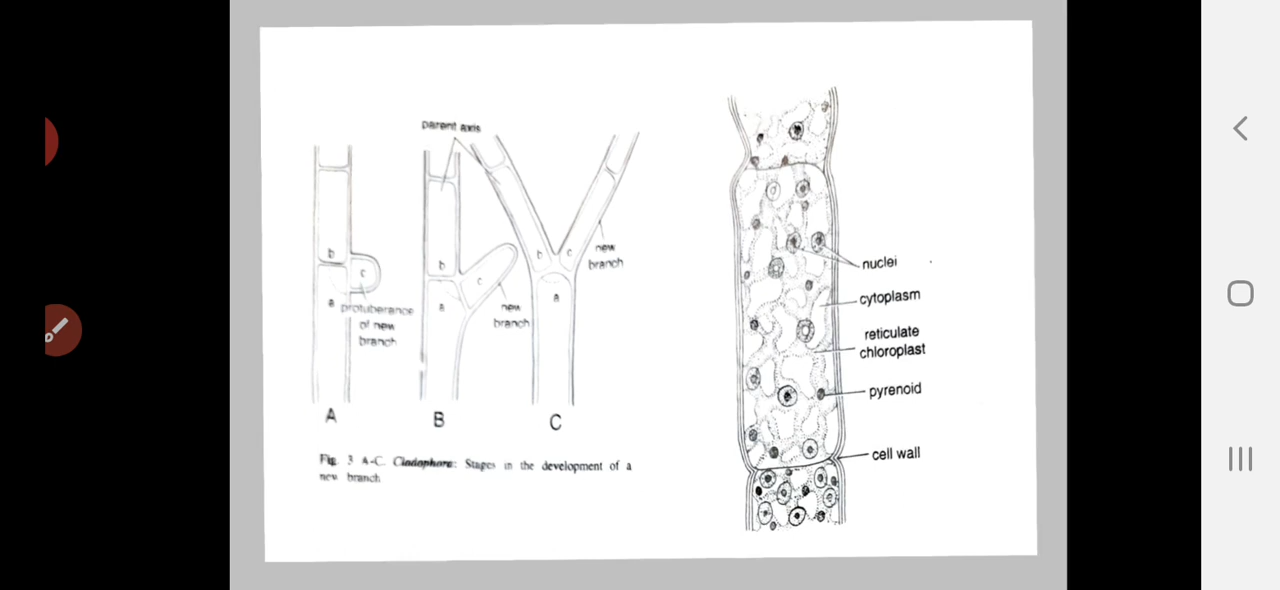 parent axis
b
c
a
protuberance
of new
branch
b
c
a
new
branch
b
c
a
new
branch
A
B
C
Fig. 3 A-C. Cladophora: Stages in the development of a
new branch
nuclei
cytoplasm
reticulate
chloroplast
pyrenoid
cell wall